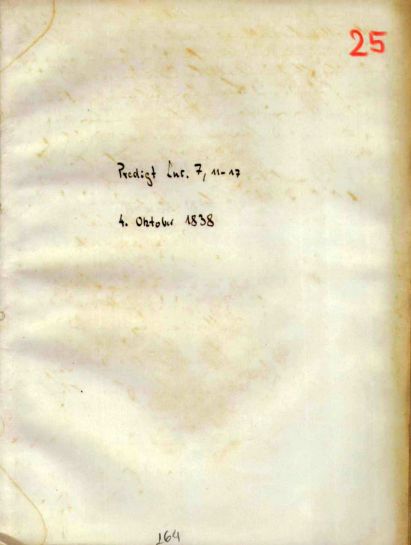 25
Predigt Luc. 7, 11-17
4. Oktober 1838
164